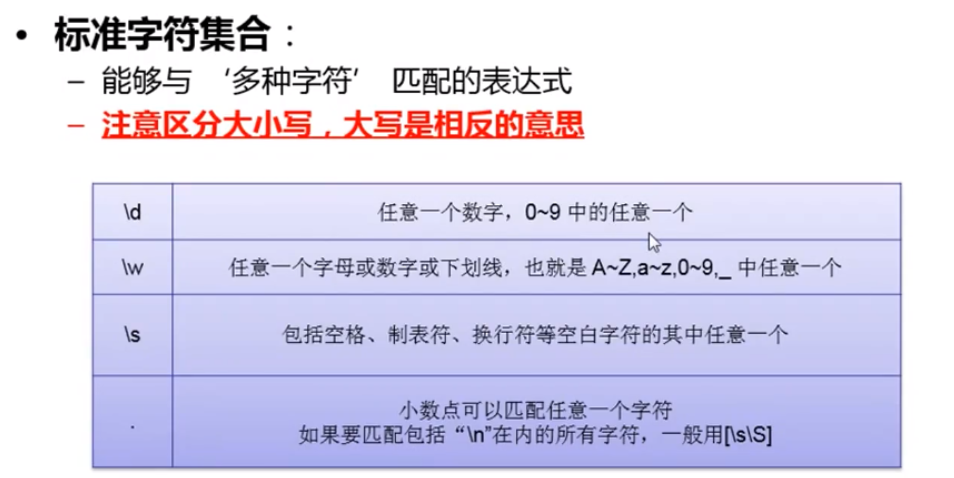 • 标准字符集合：
– 能够与 ‘多种字符’ 匹配的表达式
– 注意区分大小写，大写是相反的意思
\d 任意一个数字，0~9 中的任意一个
\w 任意一个字母或数字或下划线，也就是 A~Z,a~z,0~9,_ 中任意一个
\s 包括空格、制表符、换行符等空白字符的其中任意一个
. 小数点可以匹配任意一个字符
如果要匹配包括“\n”在内的所有字符，一般用[\s\S]